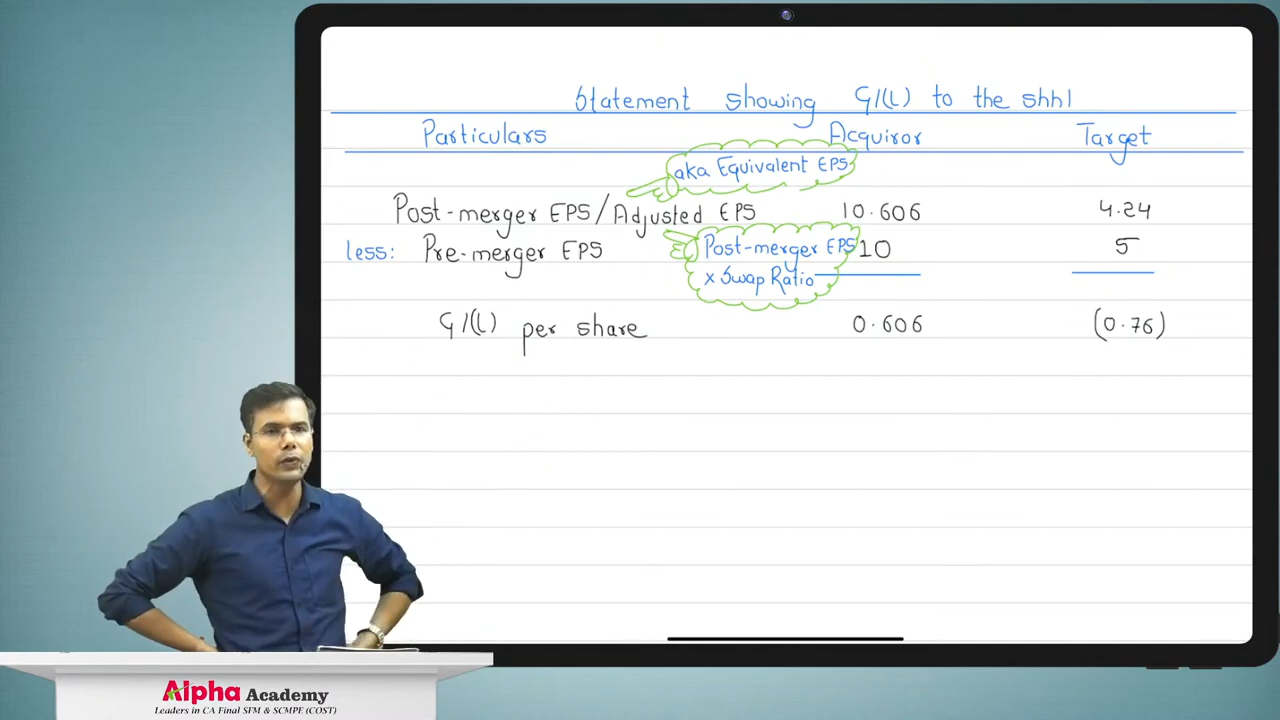 Statement showing G/(L) to the shhl
Particulars Acquiror Target
aka Equivalent EPS
Post-merger EPS/Adjusted EPS 10.606 4.24
less: Pre-merger EPS 10 5
Post-merger EPS
x Swap Ratio
G/(L) per share 0.606 (0.76)
Alpha Academy
Leaders in CA Final SFM & SCMPE (COST)